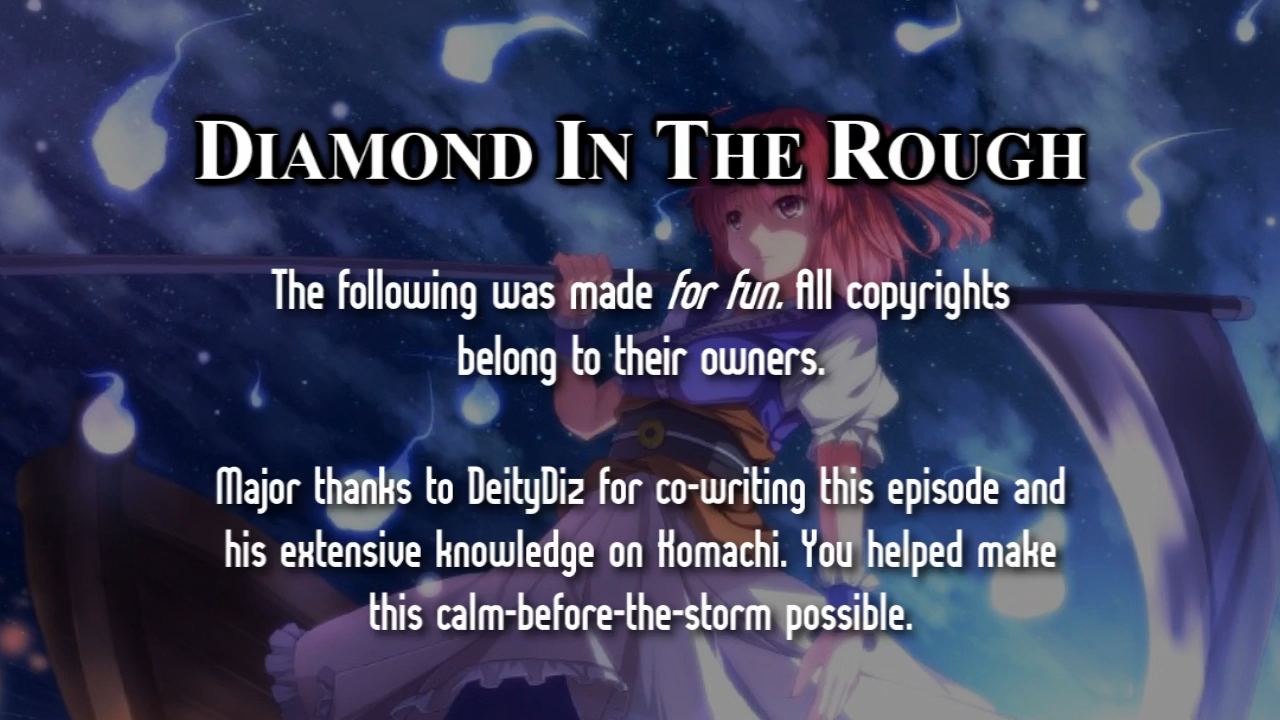 Diamond In The Rough
The following was made for fun. All copyrights
belong to their owners.
Major thanks to DeityDiz for co-writing this episode and
his extensive knowledge on Komachi. You helped make
this calm-before-the-storm possible.